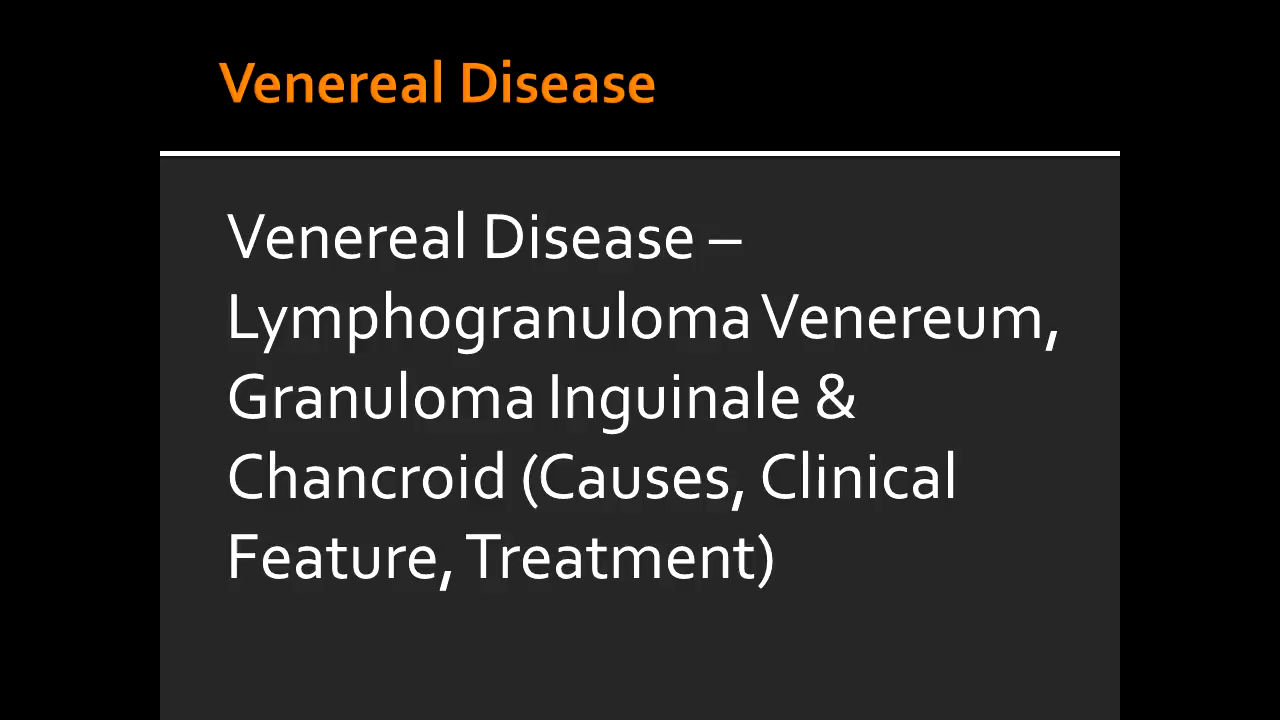 Venereal Disease
Venereal Disease –
Lymphogranuloma Venereum,
Granuloma Inguinale &
Chancroid (Causes, Clinical
Feature, Treatment)